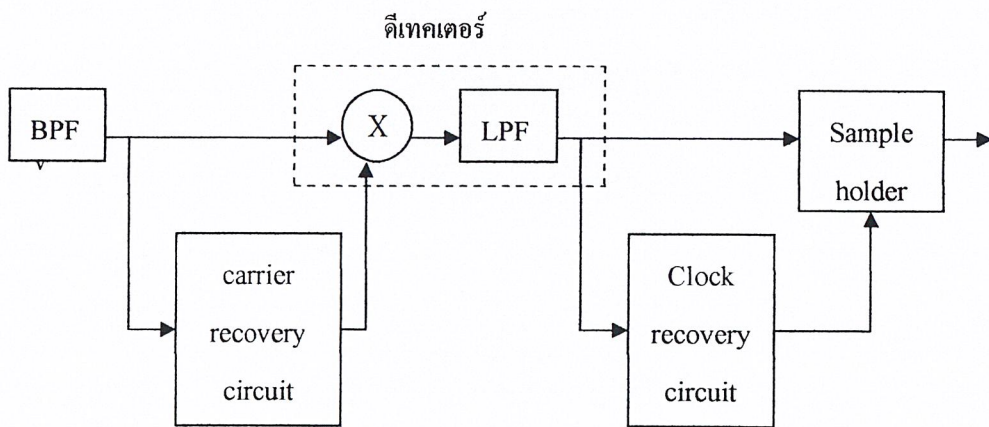 ดีเทคเตอร์
BPF
X
LPF
Sample
holder
carrier
recovery
circuit
Clock
recovery
circuit